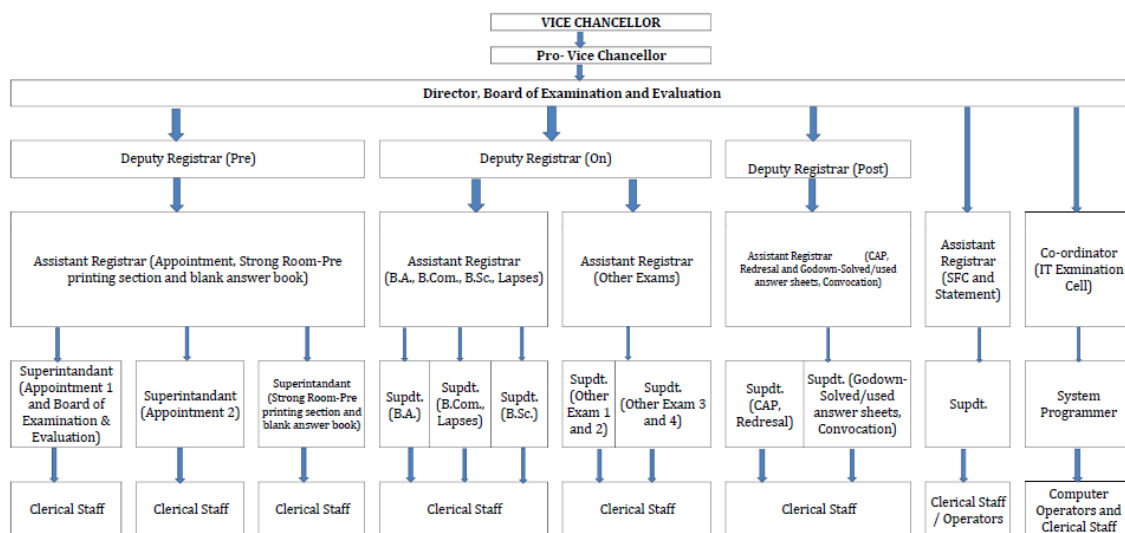 VICE CHANCELLOR
Pro- Vice Chancellor
Director, Board of Examination and Evaluation
Deputy Registrar (Pre)
Deputy Registrar (On)
Deputy Registrar (Post)
Assistant Registrar (Appointment, Strong Room-Pre
printing section and blank answer book)
Assistant Registrar
(B.A., B.Com., B.Sc., Lapses)
Assistant Registrar
(Other Exams)
Assistant Registrar (CAP,
Redresal and Godown-Solved/used
answer sheets, Convocation)
Assistant
Registrar
(SFC and
Statement)
Co-ordinator
(IT Exmination
Cell)
Superintandant
(Appointment 1
and Board of
Examination &
Evaluation)
Superintandant
(Appointment 2)
Superintandant
(Strong Room-Pre
printing section and
blank answer book)
Supdt.
(B.A.)
Supdt.
(B.Com.,
Lapses)
Supdt.
(B.Sc.)
Supdt.
(Other
Exam 1
and 2)
Supdt.
(Other Exam 3
and 4)
Supdt.
(CAP,
Redresal)
Supdt. (Godown-
Solved/used
answer sheets,
Convocation)
Supdt.
System
Programmer
Clerical Staff
Clerical Staff
Clerical Staff
Clerical Staff
Clerical Staff
Clerical Staff
Clerical Staff
/ Operators
Computer
Operators and
Clerical Staff